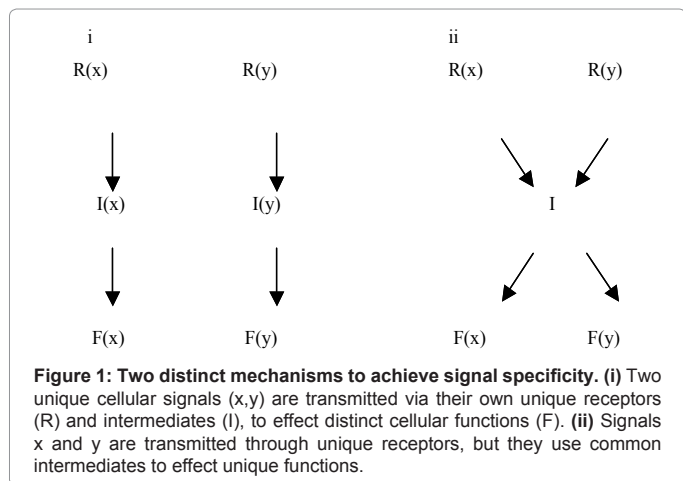 i
ii
R(x) R(y) R(x) R(y)
I(x) I(y) I
F(x) F(y) F(x) F(y)
Figure 1: Two distinct mechanisms to achieve signal specificity. (i) Two
unique cellular signals (x,y) are transmitted via their own unique receptors
(R) and intermediates (I), to effect distinct cellular functions (F). (ii) Signals
x and y are transmitted through unique receptors, but they use common
intermediates to effect unique functions.